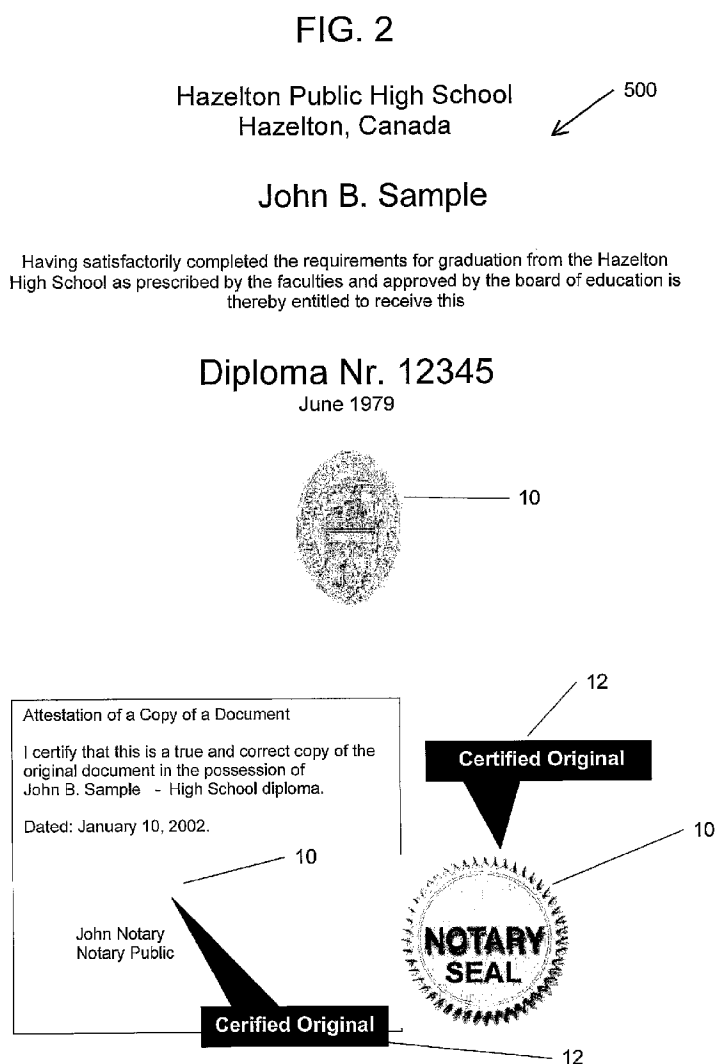 FIG. 2
Hazelton Public High School
Hazelton, Canada
500
John B. Sample
Having satisfactorily completed the requirements for graduation from the Hazelton
High School as prescribed by the faculties and approved by the board of education is
thereby entitled to receive this
Diploma Nr. 12345
June 1979
10
12
Attestation of a Copy of a Document
I certify that this is a true and correct copy of the
original document in the possession of
John B. Sample - High School diploma.
Dated: January 10, 2002.
Certified Original
10
10
John Notary
Notary Public
NOTARY
SEAL
Cerified Original
12